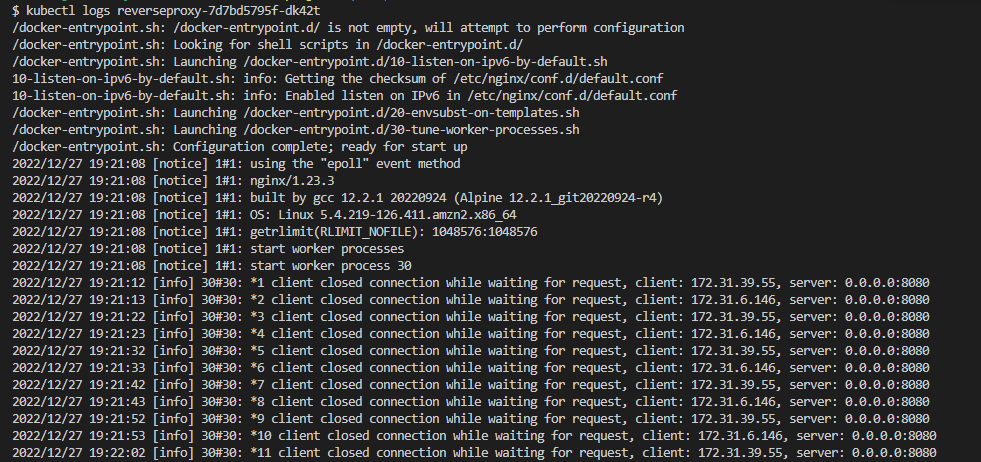 $ kubectl logs reverseproxy-7d7bd5795f-dk42t
/docker-entrypoint.sh: /docker-entrypoint.d/ is not empty, will attempt to perform configuration
/docker-entrypoint.sh: Looking for shell scripts in /docker-entrypoint.d/
/docker-entrypoint.sh: Launching /docker-entrypoint.d/10-listen-on-ipv6-by-default.sh
10-listen-on-ipv6-by-default.sh: info: Getting the checksum of /etc/nginx/conf.d/default.conf
10-listen-on-ipv6-by-default.sh: info: Enabled listen on IPv6 in /etc/nginx/conf.d/default.conf
/docker-entrypoint.sh: Launching /docker-entrypoint.d/20-envsubst-on-templates.sh
/docker-entrypoint.sh: Launching /docker-entrypoint.d/30-tune-worker-processes.sh
/docker-entrypoint.sh: Configuration complete; ready for start up
2022/12/27 19:21:08 [notice] 1#1: using the "epoll" event method
2022/12/27 19:21:08 [notice] 1#1: nginx/1.23.3
2022/12/27 19:21:08 [notice] 1#1: built by gcc 12.2.1 20220924 (Alpine 12.2.1_git20220924-r4)
2022/12/27 19:21:08 [notice] 1#1: OS: Linux 5.4.219-126.411.amzn2.x86_64
2022/12/27 19:21:08 [notice] 1#1: getrlimit(RLIMIT_NOFILE): 1048576:1048576
2022/12/27 19:21:08 [notice] 1#1: start worker processes
2022/12/27 19:21:08 [notice] 1#1: start worker process 30
2022/12/27 19:21:12 [info] 30#30: *1 client closed connection while waiting for request, client: 172.31.39.55, server: 0.0.0.0:8080
2022/12/27 19:21:13 [info] 30#30: *2 client closed connection while waiting for request, client: 172.31.6.146, server: 0.0.0.0:8080
2022/12/27 19:21:22 [info] 30#30: *3 client closed connection while waiting for request, client: 172.31.39.55, server: 0.0.0.0:8080
2022/12/27 19:21:23 [info] 30#30: *4 client closed connection while waiting for request, client: 172.31.6.146, server: 0.0.0.0:8080
2022/12/27 19:21:32 [info] 30#30: *5 client closed connection while waiting for request, client: 172.31.39.55, server: 0.0.0.0:8080
2022/12/27 19:21:33 [info] 30#30: *6 client closed connection while waiting for request, client: 172.31.6.146, server: 0.0.0.0:8080
2022/12/27 19:21:42 [info] 30#30: *7 client closed connection while waiting for request, client: 172.31.39.55, server: 0.0.0.0:8080
2022/12/27 19:21:43 [info] 30#30: *8 client closed connection while waiting for request, client: 172.31.6.146, server: 0.0.0.0:8080
2022/12/27 19:21:52 [info] 30#30: *9 client closed connection while waiting for request, client: 172.31.39.55, server: 0.0.0.0:8080
2022/12/27 19:21:53 [info] 30#30: *10 client closed connection while waiting for request, client: 172.31.6.146, server: 0.0.0.0:8080
2022/12/27 19:22:02 [info] 30#30: *11 client closed connection while waiting for request, client: 172.31.39.55, server: 0.0.0.0:8080